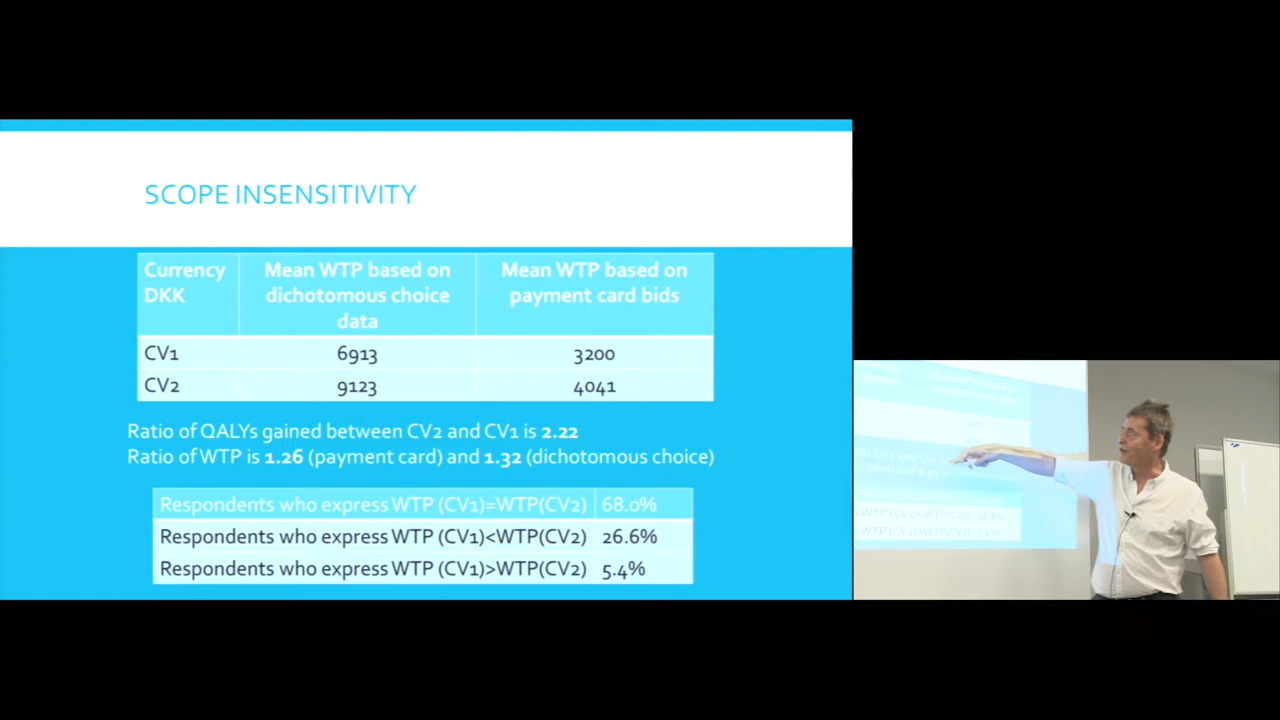 SCOPE INSENSITIVITY
Currency DKK
Mean WTP based on dichotomous choice data
Mean WTP based on payment card bids
CV1 6913 3200
CV2 9123 4041
Ratio of QALYs gained between CV2 and CV1 is 2.22
Ratio of WTP is 1.26 (payment card) and 1.32 (dichotomous choice)
Respondents who express WTP (CV1)=WTP(CV2) 68.0%
Respondents who express WTP (CV1)<WTP(CV2) 26.6%
Respondents who express WTP (CV1)>WTP(CV2) 5.4%